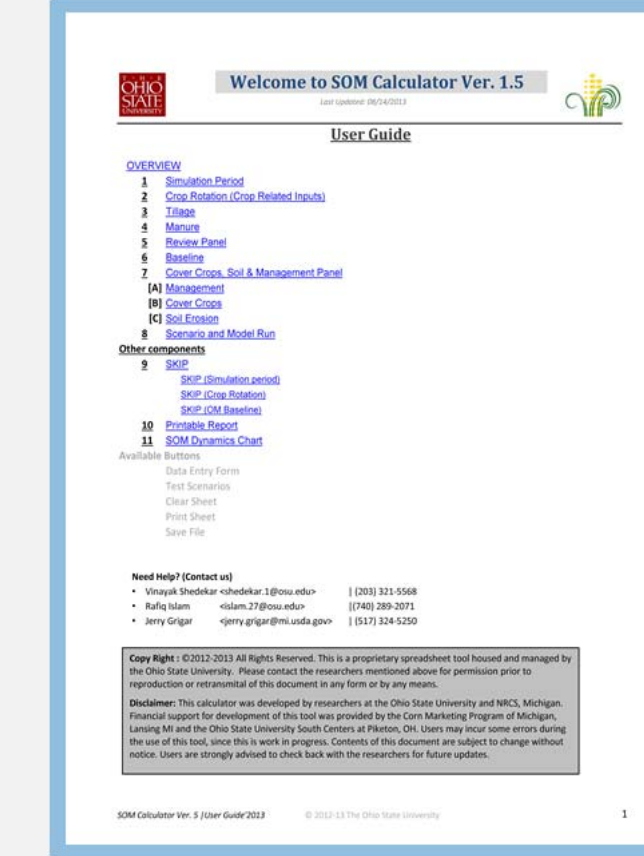 T · H · E
OHIO
STATE
UNIVERSITY
Welcome to SOM Calculator Ver. 1.5
Last Updated: 08/14/2013
User Guide
OVERVIEW
1 Simulation Period
2 Crop Rotation (Crop Related Inputs)
3 Tillage
4 Manure
5 Review Panel
6 Baseline
7 Cover Crops, Soil & Management Panel
[A] Management
[B] Cover Crops
[C] Soil Erosion
8 Scenario and Model Run
Other components
9 SKIP
SKIP (Simulation period)
SKIP (Crop Rotation)
SKIP (OM Baseline)
10 Printable Report
11 SOM Dynamics Chart
Available Buttons
Data Entry Form
Test Scenarios
Clear Sheet
Print Sheet
Save File
Need Help? (Contact us)
• Vinayak Shedekar <shedekar.1@osu.edu> | (203) 321-5568
• Rafiq Islam <islam.27@osu.edu> |(740) 289-2071
• Jerry Grigar <jerry.grigar@mi.usda.gov> | (517) 324-5250
Copy Right : ©2012-2013 All Rights Reserved. This is a proprietary spreadsheet tool housed and managed by
the Ohio State University. Please contact the researchers mentioned above for permission prior to
reproduction or retransmital of this document in any form or by any means.
Disclaimer: This calculator was developed by researchers at the Ohio State University and NRCS, Michigan.
Financial support for development of this tool was provided by the Corn Marketing Program of Michigan,
Lansing MI and the Ohio State University South Centers at Piketon, OH. Users may incur some errors during
the use of this tool, since this is work in progress. Contents of this document are subject to change without
notice. Users are strongly advised to check back with the researchers for future updates.
SOM Calculator Ver. 5 |User Guide'2013 © 2012-13 The Ohio State University 1